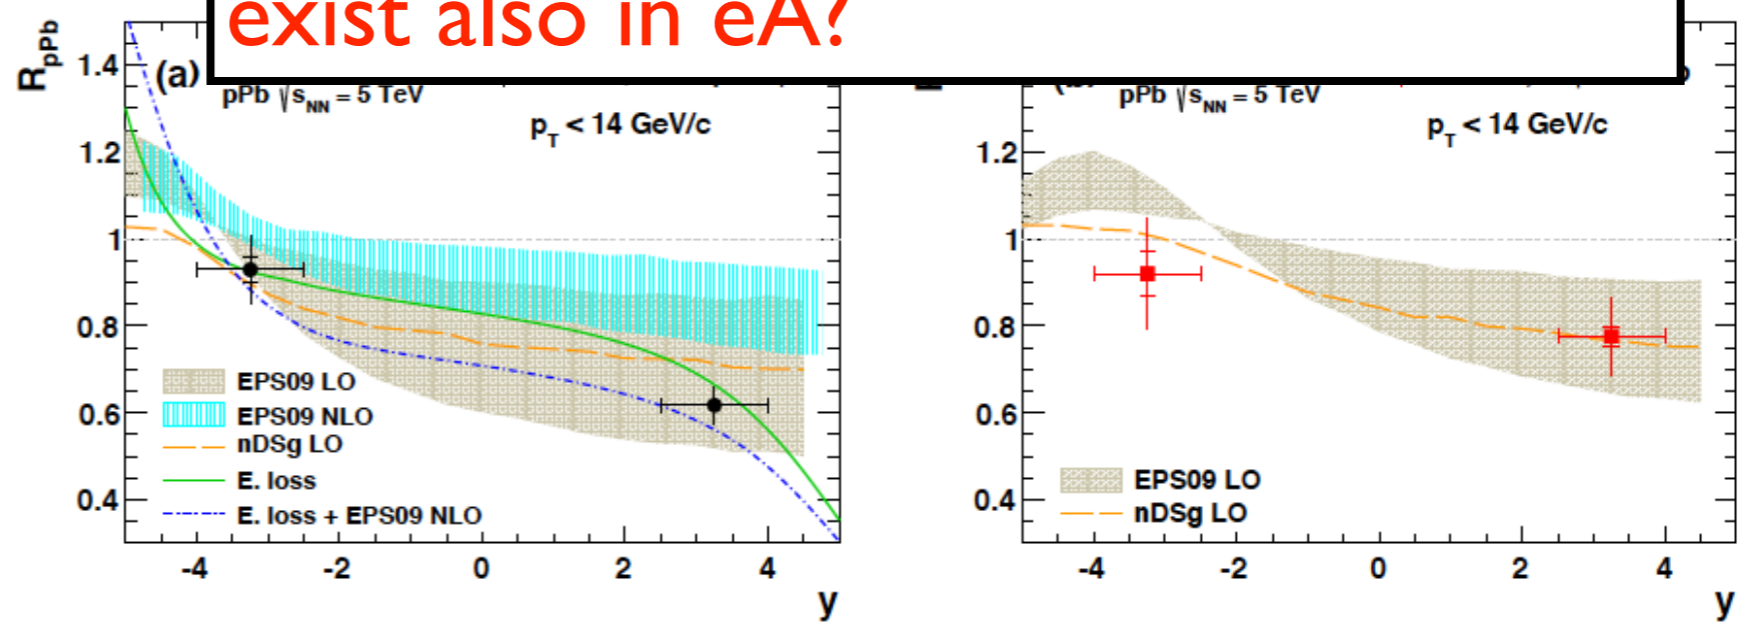 exist also in eA?
R_pPb
(a)
pPb √s_NN = 5 TeV
p_T < 14 GeV/c
1.4
1.2
1
0.8
0.6
0.4
EPS09 LO
EPS09 NLO
nDSg LO
E. loss
E. loss + EPS09 NLO
-4 -2 0 2 4
y
pPb √s_NN = 5 TeV
p_T < 14 GeV/c
1.2
1
0.8
0.6
0.4
EPS09 LO
nDSg LO
-4 -2 0 2 4
y